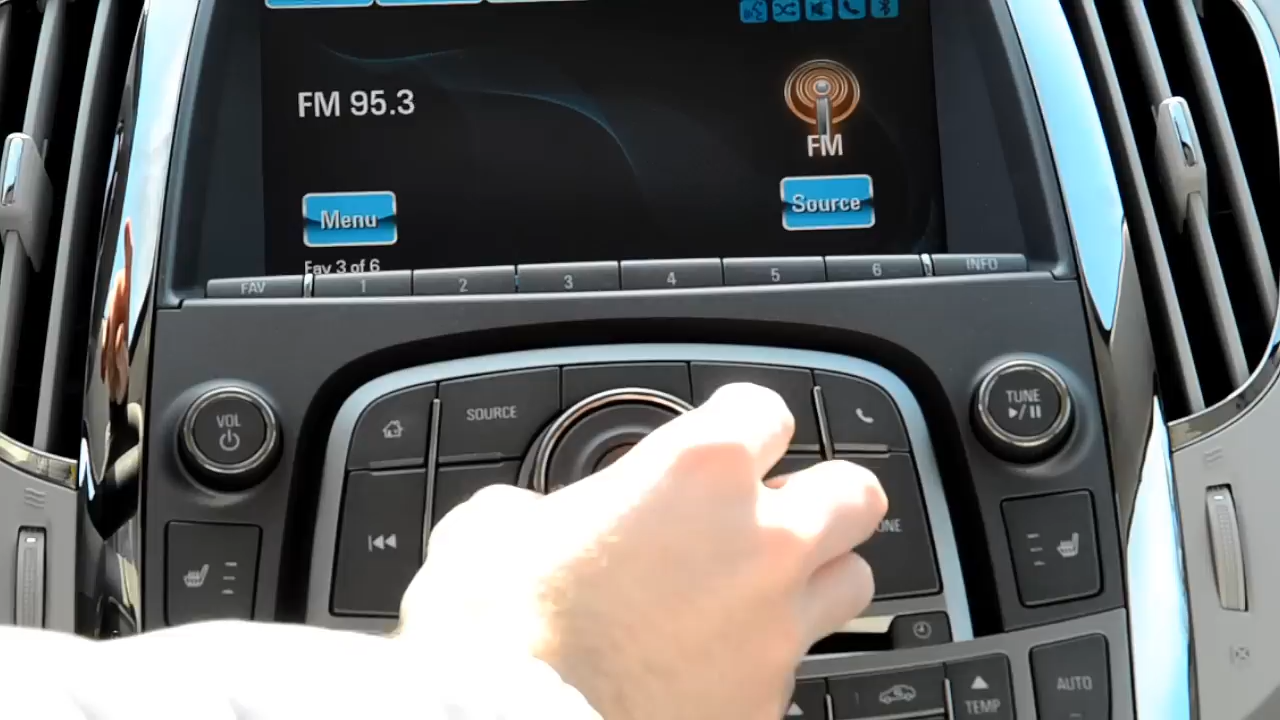 FM 95.3
FM
Menu
Source
Fav 3 of 6
FAV 1 2 3 4 5 6 INFO
VOL
SOURCE
TUNE
TEMP
AUTO